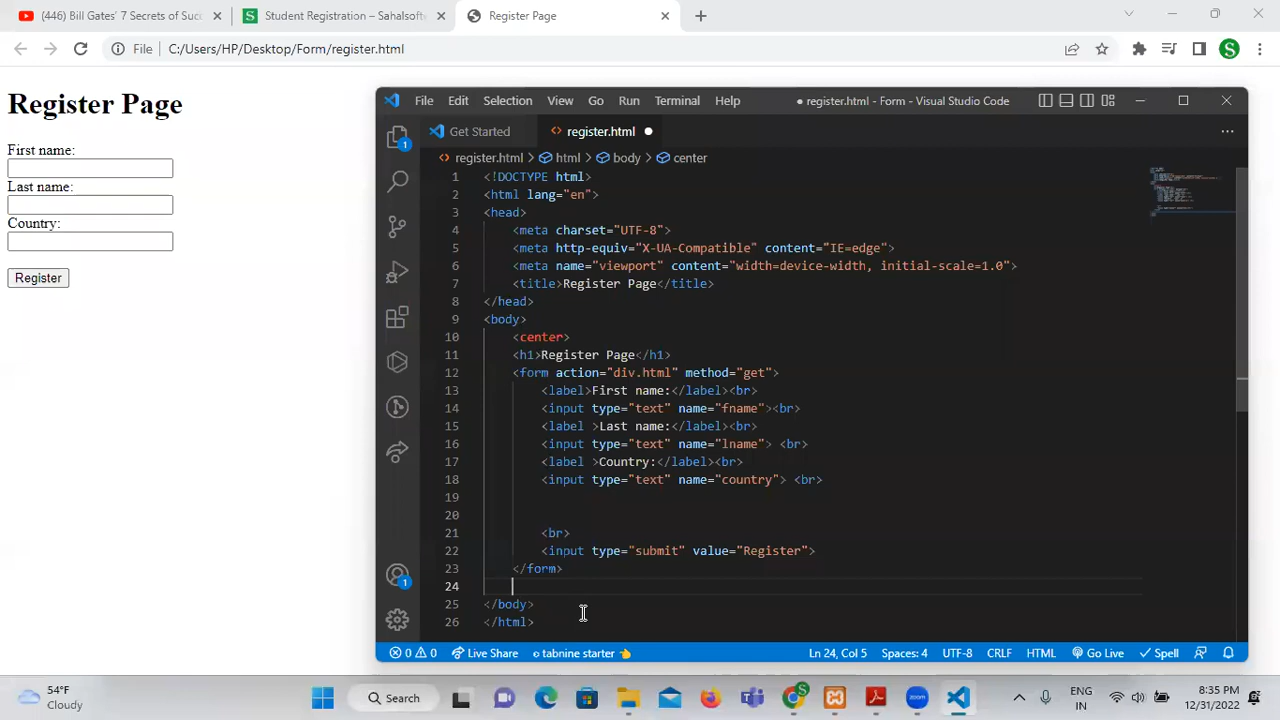 (446) Bill Gates' 7 Secrets of Succ
Student Registration – Sahalsoftw
Register Page
File C:/Users/HP/Desktop/Form/register.html
S
Register Page
First name:
Last name:
Country:
Register
File Edit Selection View Go Run Terminal Help
● register.html - Form - Visual Studio Code
Get Started
register.html
register.html > html > body > center
1 <!DOCTYPE html>
2 <html lang="en">
3 <head>
4 <meta charset="UTF-8">
5 <meta http-equiv="X-UA-Compatible" content="IE=edge">
6 <meta name="viewport" content="width=device-width, initial-scale=1.0">
7 <title>Register Page</title>
8 </head>
9 <body>
10 <center>
11 <h1>Register Page</h1>
12 <form action="div.html" method="get">
13 <label>First name:</label><br>
14 <input type="text" name="fname"><br>
15 <label >Last name:</label><br>
16 <input type="text" name="lname"> <br>
17 <label >Country:</label><br>
18 <input type="text" name="country"> <br>
19
20
21 <br>
22 <input type="submit" value="Register">
23 </form>
24
25 </body>
26 </html>
1
1
0 0 Live Share tabnine starter Ln 24, Col 5 Spaces: 4 UTF-8 CRLF HTML Go Live Spell
54°F
Cloudy
Search
zoom
ENG
IN
8:35 PM
12/31/2022